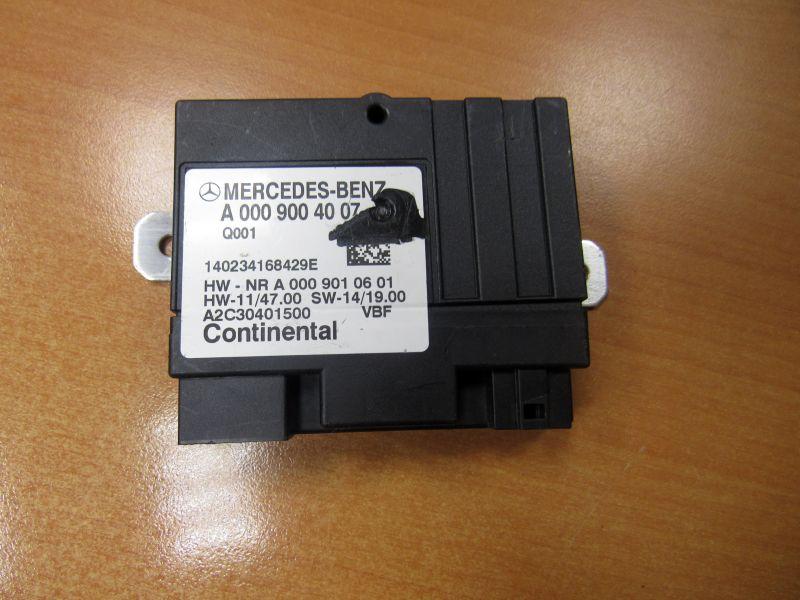 MERCEDES-BENZ
A 000 900 40 07
Q001
140234168429E
HW - NR A 000 901 06 01
HW-11/47.00 SW-14/19.00
A2C30401500 VBF
Continental